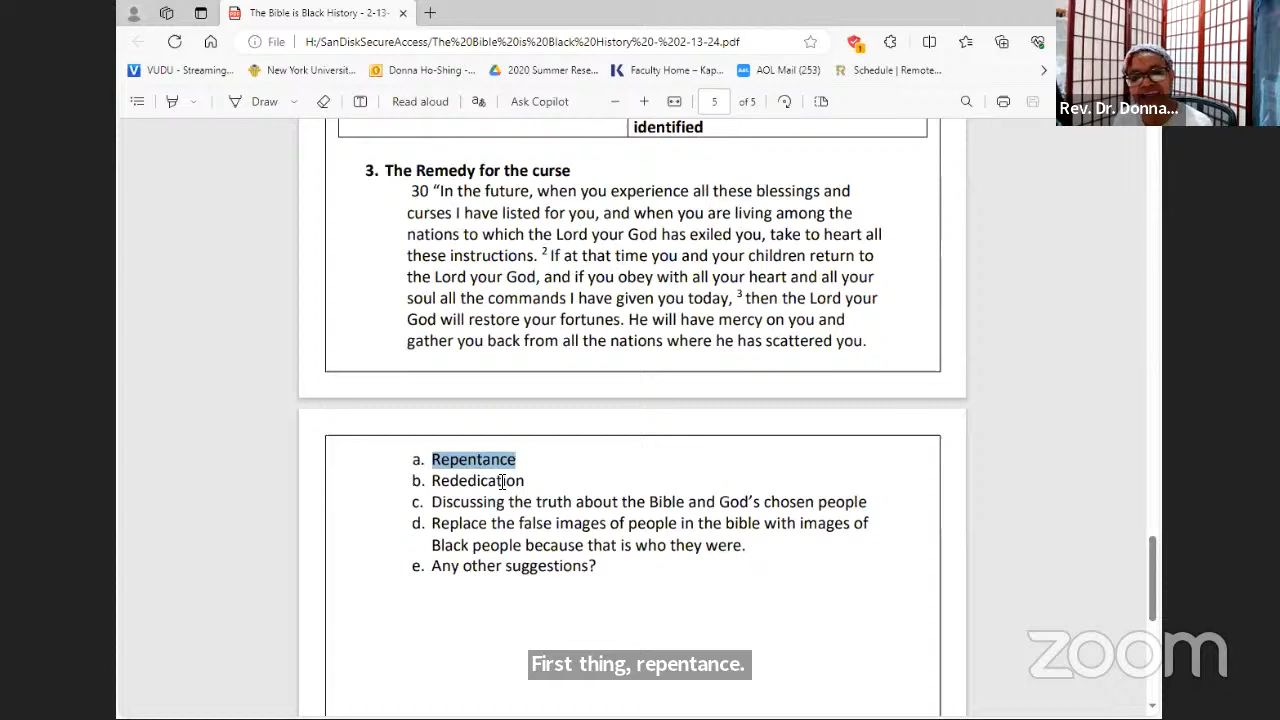 The Bible is Black History - 2-13-
File H:/SanDiskSecureAccess/The%20Bible%20is%20Black%20History%20-%202-13-24.pdf 1
VUDU - Streaming... New York Universit... Donna Ho-Shing -... 2020 Summer Rese... Faculty Home – Kap... AOL Mail (253) Schedule | Remote...
Draw Read aloud Ask Copilot 5 of 5
Rev. Dr. Donna...
identified
3. The Remedy for the curse
30 “In the future, when you experience all these blessings and
curses I have listed for you, and when you are living among the
nations to which the Lord your God has exiled you, take to heart all
these instructions. 2 If at that time you and your children return to
the Lord your God, and if you obey with all your heart and all your
soul all the commands I have given you today, 3 then the Lord your
God will restore your fortunes. He will have mercy on you and
gather you back from all the nations where he has scattered you.
a. Repentance
b. Rededication
c. Discussing the truth about the Bible and God’s chosen people
d. Replace the false images of people in the bible with images of
Black people because that is who they were.
e. Any other suggestions?
First thing, repentance.
zoom